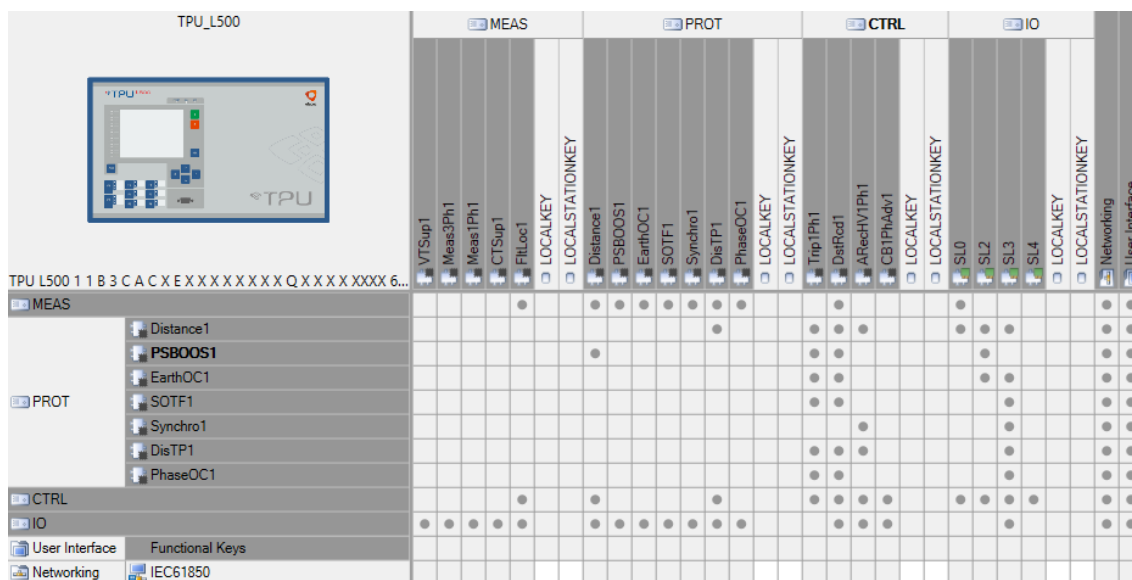 TPU_L500
MEAS
PROT
CTRL
IO
TPU L500
TPU
VTSup1
Meas3Ph1
Meas1Ph1
CTSup1
FltLoc1
LOCALKEY
LOCALSTATIONKEY
Distance1
PSBOOS1
EarthOC1
SOTF1
Synchro1
DisTP1
PhaseOC1
LOCALKEY
LOCALSTATIONKEY
Trip1Ph1
DstRcd1
ARecHV1Ph1
CB1PhAdv1
LOCALKEY
LOCALSTATIONKEY
SL0
SL2
SL3
SL4
LOCALKEY
LOCALSTATIONKEY
Networking
User Interface
TPU L500 1 1 B 3 C A C X E X X X X X X X X X Q X X X X XXXX 6...
MEAS
Distance1
PSBOOS1
EarthOC1
PROT
SOTF1
Synchro1
DisTP1
PhaseOC1
CTRL
IO
User Interface Functional Keys
Networking IEC61850